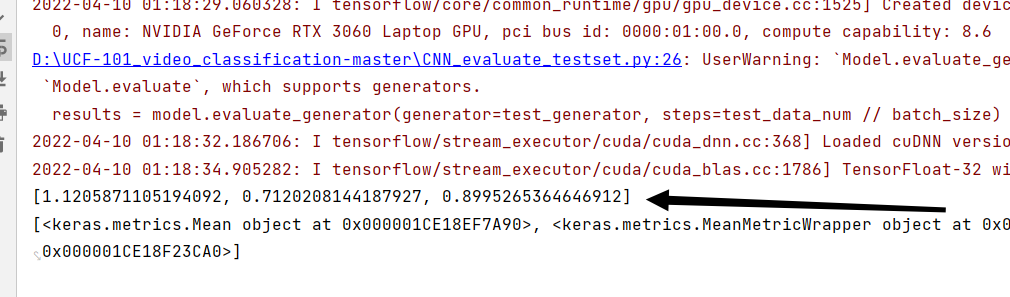 2022-04-10 01:18:29.060328: I tensorflow/core/common_runtime/gpu/gpu_device.cc:1525] Created devic
0, name: NVIDIA GeForce RTX 3060 Laptop GPU, pci bus id: 0000:01:00.0, compute capability: 8.6
D:\UCF-101_video_classification-master\CNN_evaluate_testset.py:26: UserWarning: `Model.evaluate_ge
`Model.evaluate`, which supports generators.
results = model.evaluate_generator(generator=test_generator, steps=test_data_num // batch_size)
2022-04-10 01:18:32.186706: I tensorflow/stream_executor/cuda/cuda_dnn.cc:368] Loaded cuDNN versio
2022-04-10 01:18:34.905282: I tensorflow/stream_executor/cuda/cuda_blas.cc:1786] TensorFloat-32 wi
[1.1205871105194092, 0.7120208144187927, 0.8995265364646912]
[<keras.metrics.Mean object at 0x000001CE18EF7A90>, <keras.metrics.MeanMetricWrapper object at 0x0
0x000001CE18F23CA0>]